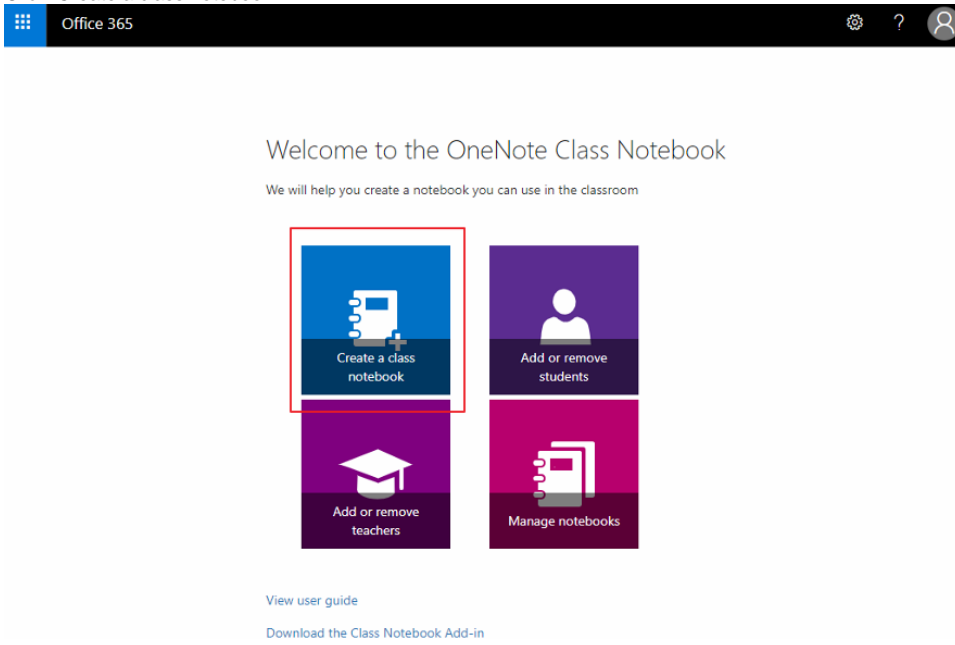 Office 365
?
Welcome to the OneNote Class Notebook
We will help you create a notebook you can use in the classroom
Create a class
notebook
Add or remove
students
Add or remove
teachers
Manage notebooks
View user guide
Download the Class Notebook Add-in